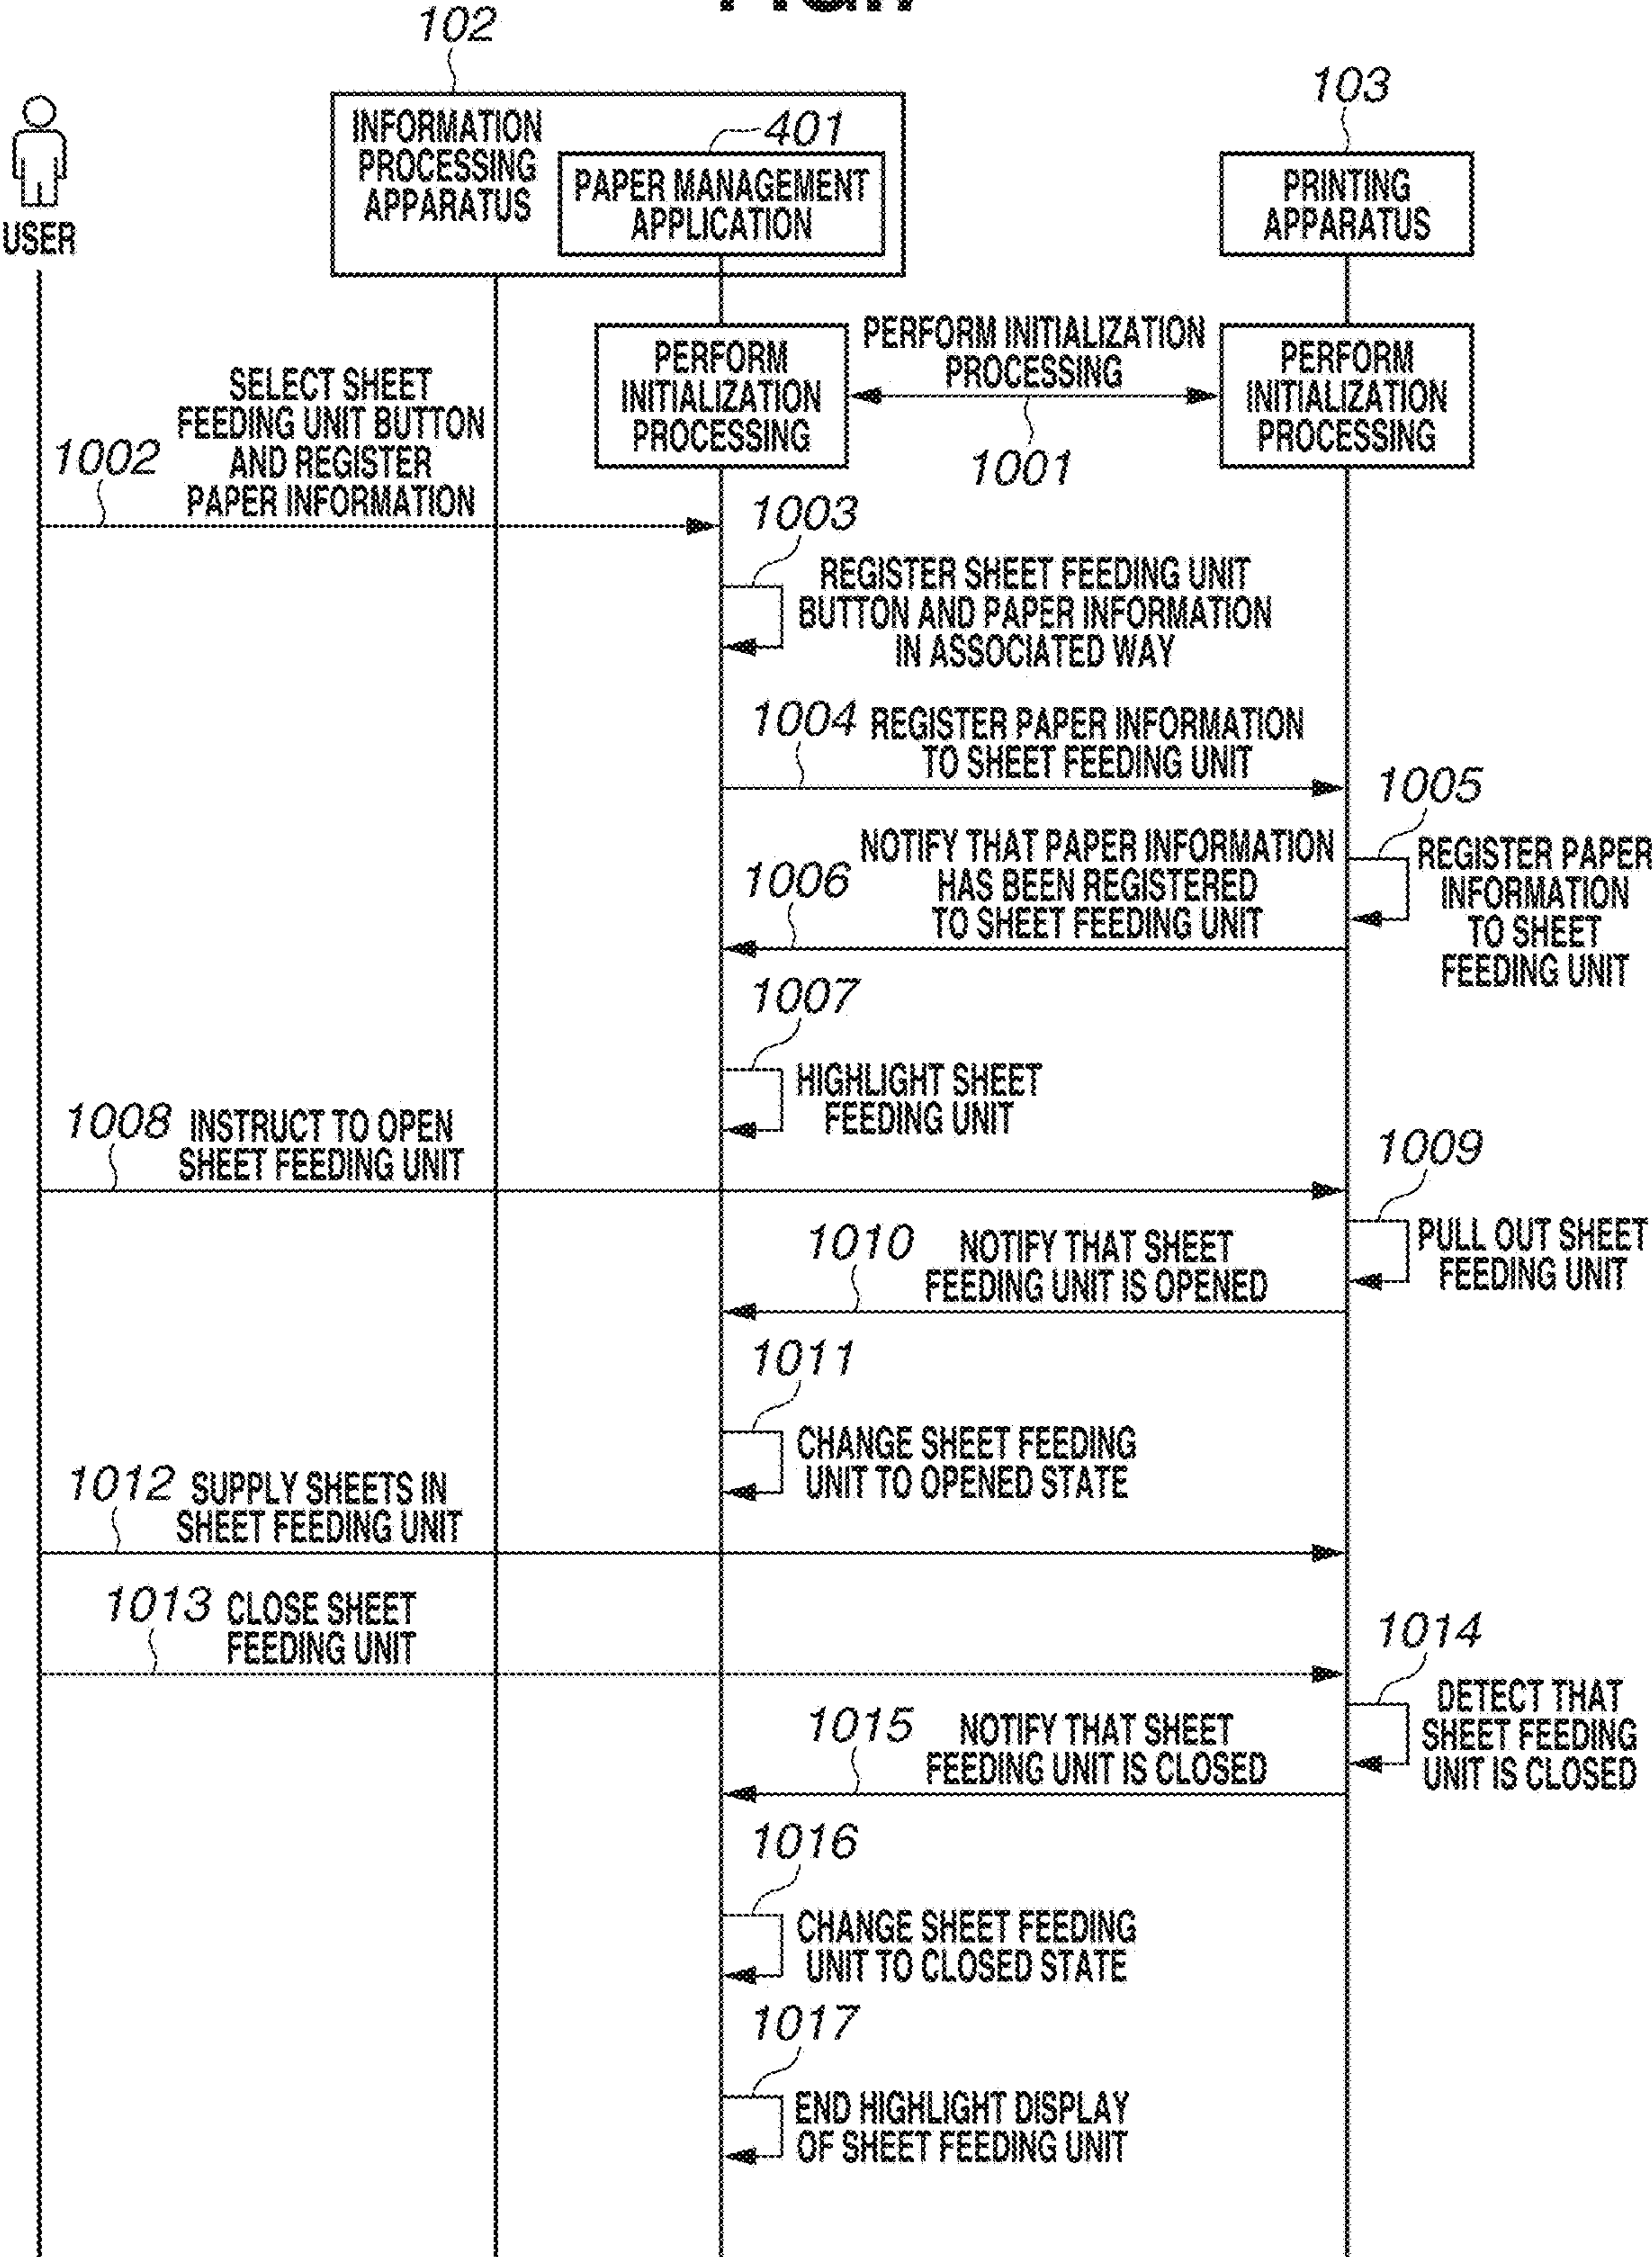 102
103
INFORMATION
PROCESSING
APPARATUS
401
PAPER MANAGEMENT
APPLICATION
PRINTING
APPARATUS
USER
PERFORM
INITIALIZATION
PROCESSING
PERFORM INITIALIZATION
PROCESSING
1001
PERFORM
INITIALIZATION
PROCESSING
1002
SELECT SHEET
FEEDING UNIT BUTTON
AND REGISTER
PAPER INFORMATION
1003
REGISTER SHEET FEEDING UNIT
BUTTON AND PAPER INFORMATION
IN ASSOCIATED WAY
1004
REGISTER PAPER INFORMATION
TO SHEET FEEDING UNIT
1005
REGISTER PAPER
INFORMATION
TO SHEET
FEEDING UNIT
1006
NOTIFY THAT PAPER INFORMATION
HAS BEEN REGISTERED
TO SHEET FEEDING UNIT
1007
HIGHLIGHT SHEET
FEEDING UNIT
1008
INSTRUCT TO OPEN
SHEET FEEDING UNIT
1009
PULL OUT SHEET
FEEDING UNIT
1010
NOTIFY THAT SHEET
FEEDING UNIT IS OPENED
1011
CHANGE SHEET FEEDING
UNIT TO OPENED STATE
1012
SUPPLY SHEETS IN
SHEET FEEDING UNIT
1013
CLOSE SHEET
FEEDING UNIT
1014
DETECT THAT
SHEET FEEDING
UNIT IS CLOSED
1015
NOTIFY THAT SHEET
FEEDING UNIT IS CLOSED
1016
CHANGE SHEET FEEDING
UNIT TO CLOSED STATE
1017
END HIGHLIGHT DISPLAY
OF SHEET FEEDING UNIT